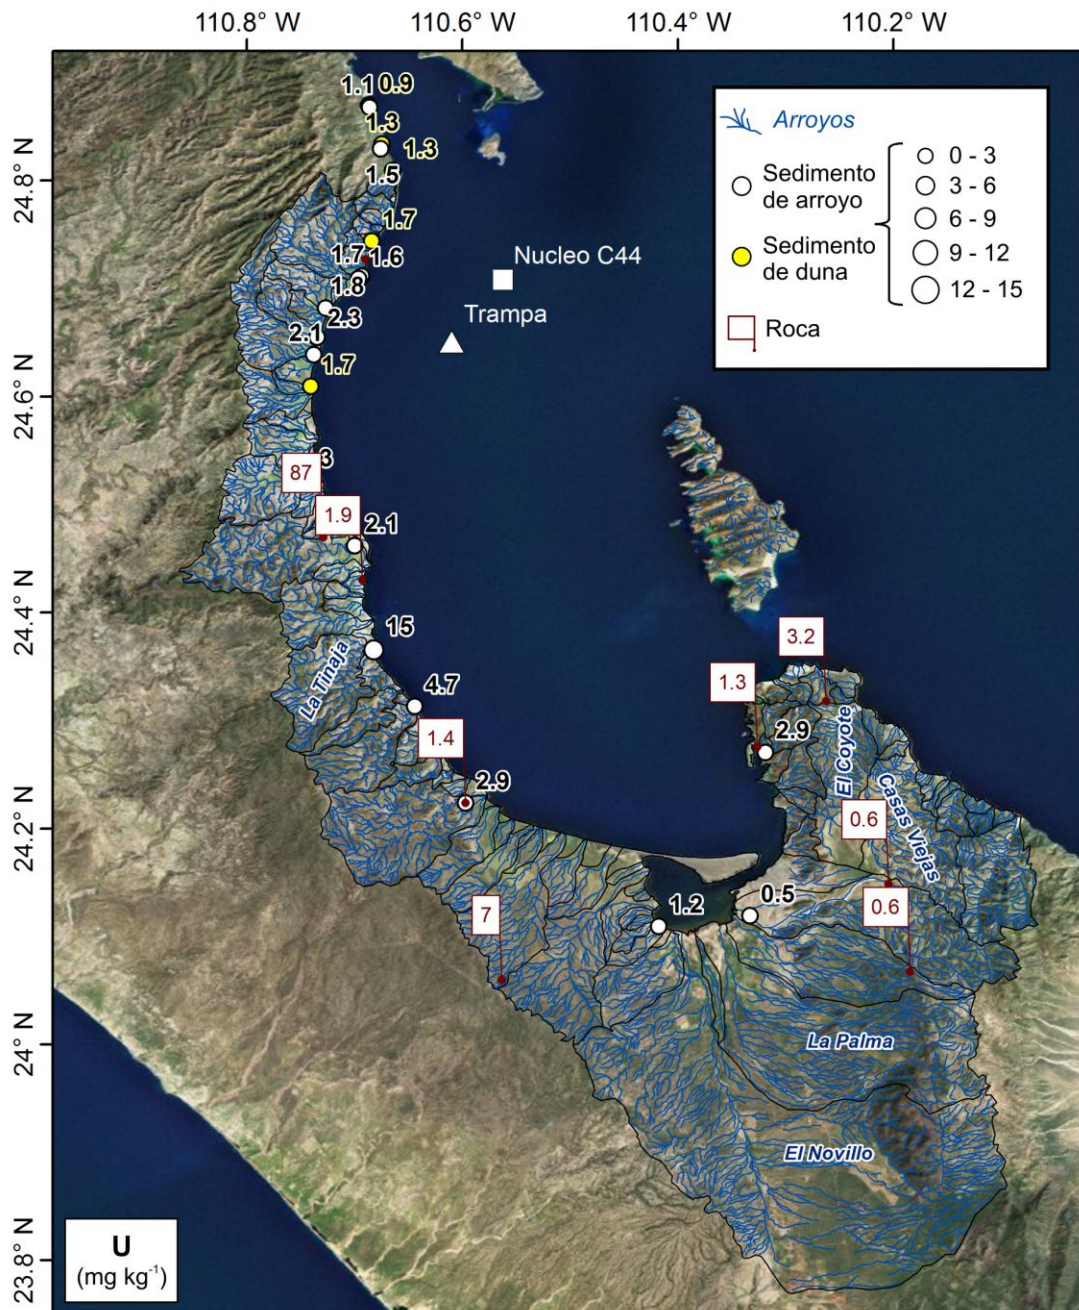 110.8° W
110.6° W
110.4° W
110.2° W
24.8° N
24.6° N
24.4° N
24.2° N
24° N
23.8° N
Arroyos
Sedimento
de arroyo
Sedimento
de duna
Roca
0 - 3
3 - 6
6 - 9
9 - 12
12 - 15
1.1
0.9
1.3
1.3
1.5
1.7
1.7
1.6
1.8
2.3
2.1
1.7
Nucleo C44
Trampa
3
87
1.9
2.1
15
La Tinaja
4.7
1.4
2.9
7
3.2
1.3
2.9
El Coyote
Casas Viejas
0.6
0.6
1.2
0.5
La Palma
El Novillo
U
(mg kg⁻¹)